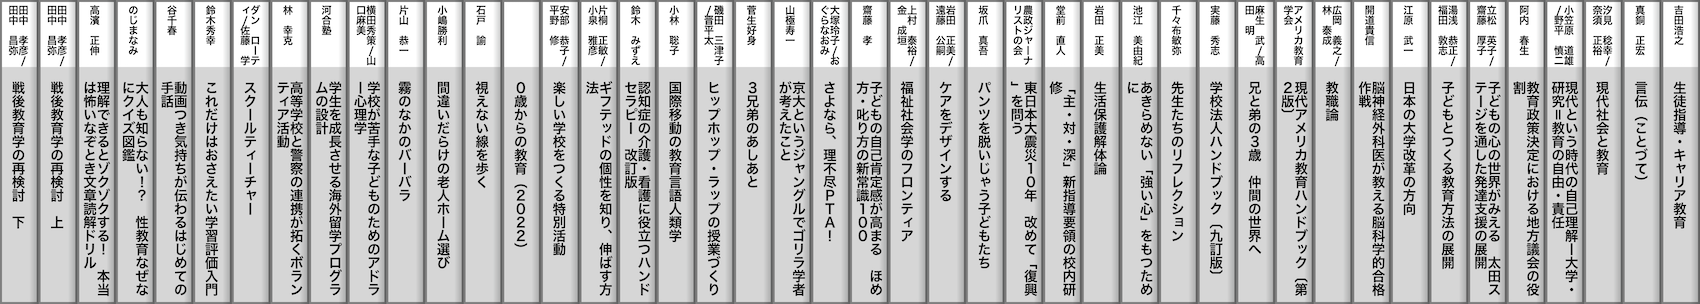 吉田浩之
生徒指導・キャリア教育
真鍋 正宏
言伝(ことづて)
汐見 稔幸/
奈須 正裕
現代社会と教育
小笠原 道雄
/野平 慎二
現代という時代の自己理解ー大学・
研究=教育の自由・責任
阿内 春生
教育政策決定における地方議会の役
割
立松 英子/
齋藤 厚子
子どもの心の世界がみえる 太田ス
テージを通した発達支援の展開
湯浅 恭正/
福田 敦志
子どもとつくる教育方法の展開
江原 武一
日本の大学改革の方向
開道貴信
脳神経外科医が教える脳科学的合格
作戦
広岡 義之/
林 泰成
教職論
アメリカ教育
学会
現代アメリカ教育ハンドブック(第
2版)
麻生 武/高
田 明
兄と弟の3歳 仲間の世界へ
実藤 秀志
学校法人ハンドブック〔九訂版〕
千々布敏弥
先生たちのリフレクション
池江 美由紀
あきらめない「強い心」をもつため
に
岩田 正美
生活保護解体論
堂前 直人
「主・対・深」新指導要領の校内研
修
農政ジャーナ
リストの会
東日本大震災10年 改めて「復興
」を問う
坂爪 真吾
パンツを脱いじゃう子どもたち
岩田 正美/
遠藤 公嗣
ケアをデザインする
上村 泰裕/
金 成垣
福祉社会学のフロンティア
齋藤 孝
子どもの自己肯定感が高まる ほめ
方・叱り方の新常識100
大塚玲子/お
ぐらなおみ
さよなら、理不尽PTA!
山極寿一
京大というジャングルでゴリラ学者
が考えたこと
菅生好身
3兄弟のあしあと
磯田 三津子
/晋平太
ヒップホップ・ラップの授業づくり
小林 聡子
国際移動の教育言語人類学
鈴木 みずえ
認知症の介護・看護に役立つハンド
セラピー 改訂版
片桐 正敏/
小泉 雅彦
ギフテッドの個性を知り、伸ばす方
法
安部 恭子/
平野 修
楽しい学校をつくる特別活動
0歳からの教育(2022)
石戸 諭
視えない線を歩く
小嶋勝利
間違いだらけの老人ホーム選び
片山 恭一
霧のなかのバーバラ
横田秀策/山
口麻美
学校が苦手な子どものためのアドラ
ー心理学
河合塾
学生を成長させる海外留学プログラ
ムの設計
林 幸克
高等学校と警察の連携が拓くボラン
ティア活動
ダン ローテ
ィ/佐藤 学
スクールティーチャー
鈴木秀幸
これだけはおさえたい学習評価入門
谷千春
動画つき気持ちが伝わるはじめての
手話
のじまなみ
大人も知らない!? 性教育なぜな
にクイズ図鑑
高濱 正伸
理解できるとゾクゾクする! 本当
は怖いなぞとき文章読解ドリル
田中 孝彦/
田中 昌弥
戦後教育学の再検討 上
田中 孝彦/
田中 昌弥
戦後教育学の再検討 下